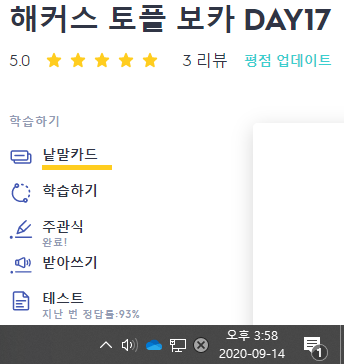 해커스 토플 보카 DAY17
5.0 3 리뷰 평점 업데이트
학습하기
낱말카드
학습하기
주관식
완료!
받아쓰기
테스트
지난 번 정답률:93%
오후 3:58
2020-09-14
1